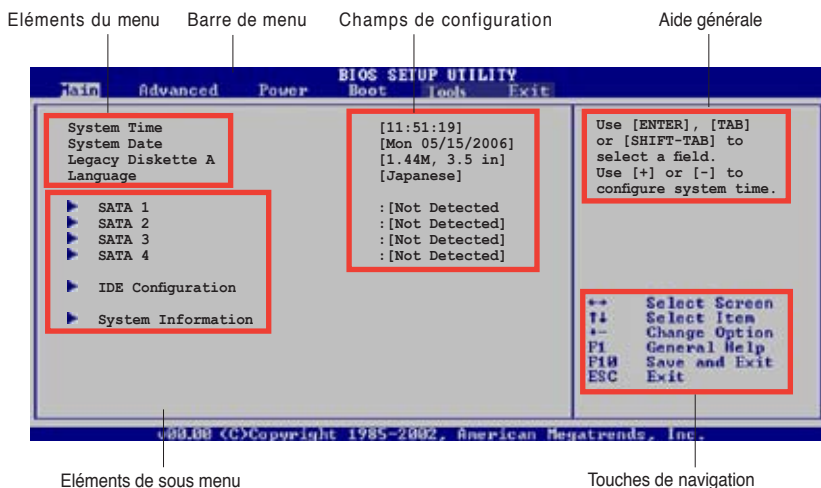 Eléments du menu Barre de menu Champs de configuration Aide générale
BIOS SETUP UTILITY
Main Advanced Power Boot Tools Exit
System Time [11:51:19]
System Date [Mon 05/15/2006]
Legacy Diskette A [1.44M, 3.5 in]
Language [Japanese]
SATA 1 :[Not Detected
SATA 2 :[Not Detected]
SATA 3 :[Not Detected]
SATA 4 :[Not Detected]
IDE Configuration
System Information
Use [ENTER], [TAB]
or [SHIFT-TAB] to
select a field.
Use [+] or [-] to
configure system time.
←→ Select Screen
↑↓ Select Item
+- Change Option
F1 General Help
F10 Save and Exit
ESC Exit
v00.00 (C)Copyright 1985-2002, American Megatrends, Inc.
Eléments de sous menu Touches de navigation